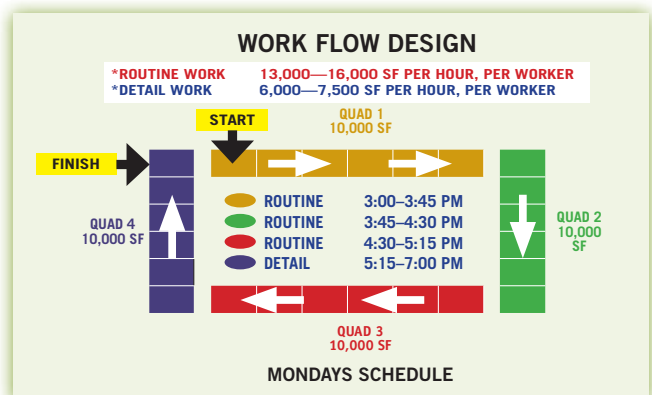 WORK FLOW DESIGN
*ROUTINE WORK 13,000—16,000 SF PER HOUR, PER WORKER
*DETAIL WORK 6,000—7,500 SF PER HOUR, PER WORKER
START
QUAD 1
10,000 SF
FINISH
ROUTINE 3:00–3:45 PM
ROUTINE 3:45–4:30 PM
ROUTINE 4:30–5:15 PM
DETAIL 5:15–7:00 PM
QUAD 4
10,000 SF
QUAD 2
10,000
SF
QUAD 3
10,000 SF
MONDAYS SCHEDULE